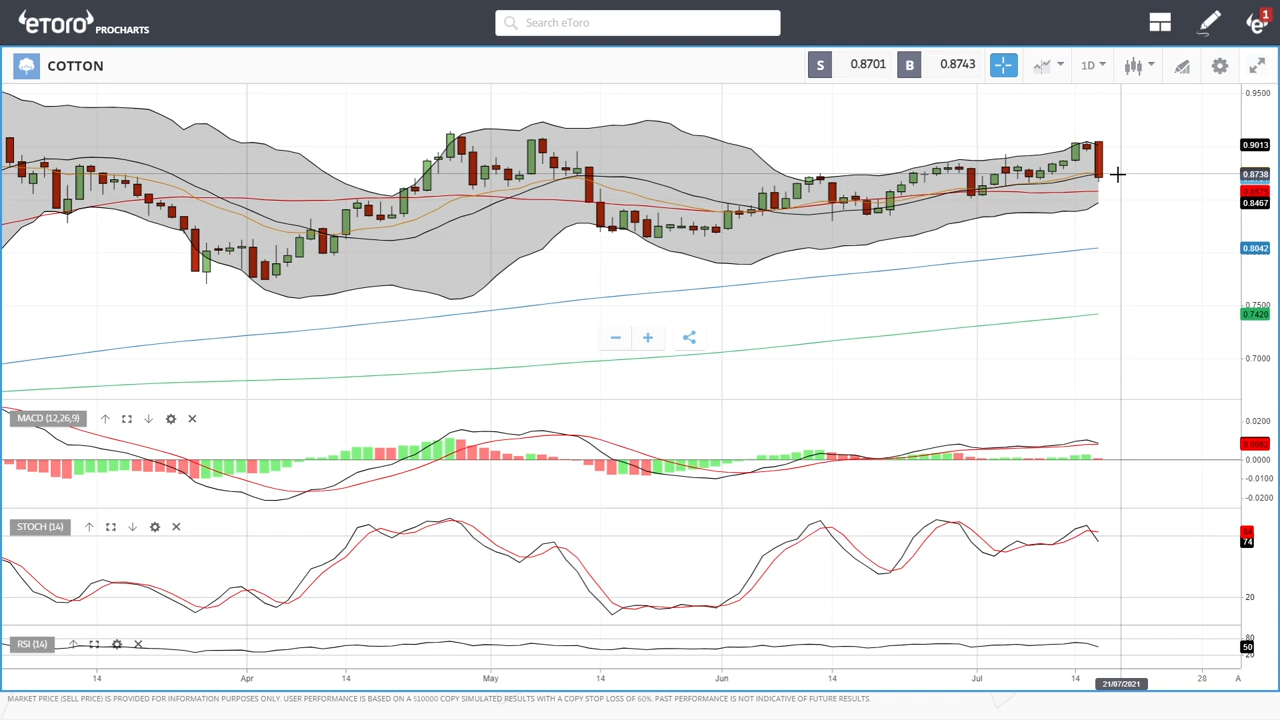 eToro PROCHARTS
Search eToro
1
COTTON
S 0.8701 B 0.8743
1D
0.9500
0.9013
0.8738
0.8467
0.8042
0.7500
0.7420
0.7000
MACD (12,26,9)
0.0200
0.0000
-0.0100
-0.0200
STOCH (14)
74
20
RSI (14)
80
50
14 Apr 14 May 14 Jun 14 Jul 14 28 A
21/07/2021
MARKET PRICE (SELL PRICE) IS PROVIDED FOR INFORMATION PURPOSES ONLY. USER PERFORMANCE IS BASED ON A $10000 COPY SIMULATED RESULTS WITH A COPY STOP LOSS OF 60%. PAST PERFORMANCE IS NOT INDICATIVE OF FUTURE RESULTS.